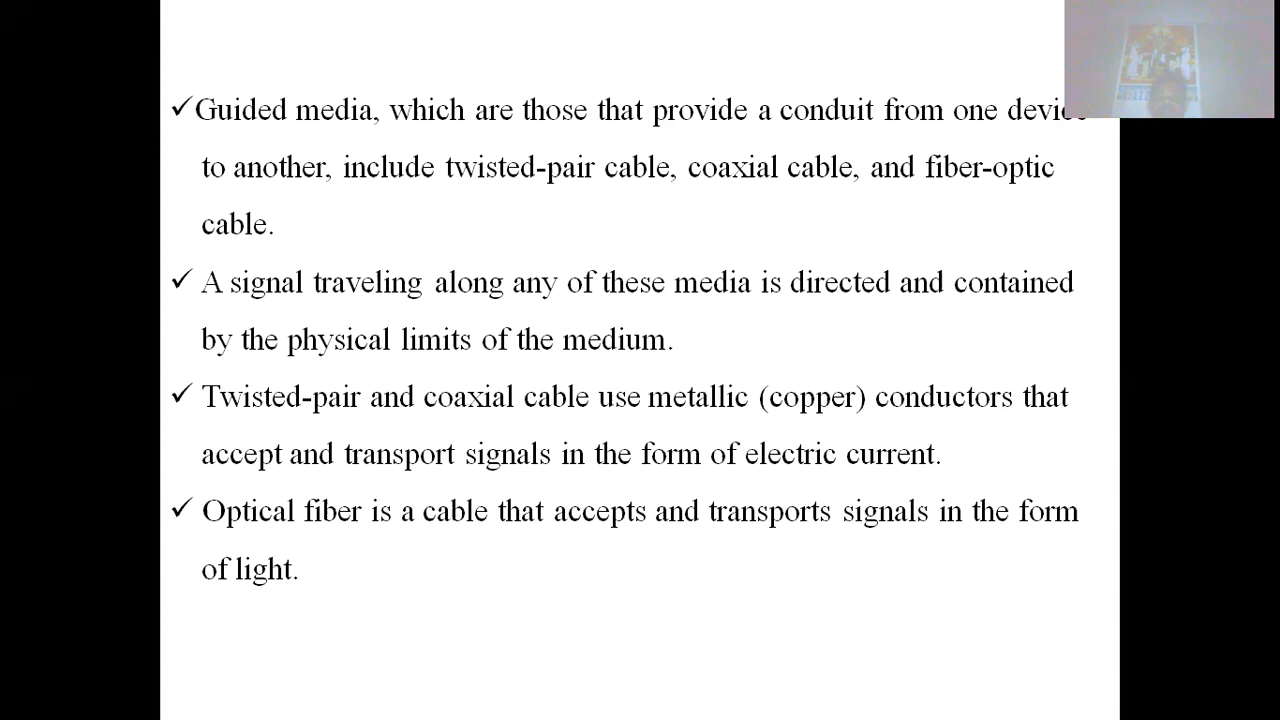 ✓Guided media, which are those that provide a conduit from one
to another, include twisted-pair cable, coaxial cable, and fiber-optic
cable.
✓ A signal traveling along any of these media is directed and contained
by the physical limits of the medium.
✓ Twisted-pair and coaxial cable use metallic (copper) conductors that
accept and transport signals in the form of electric current.
✓ Optical fiber is a cable that accepts and transports signals in the form
of light.